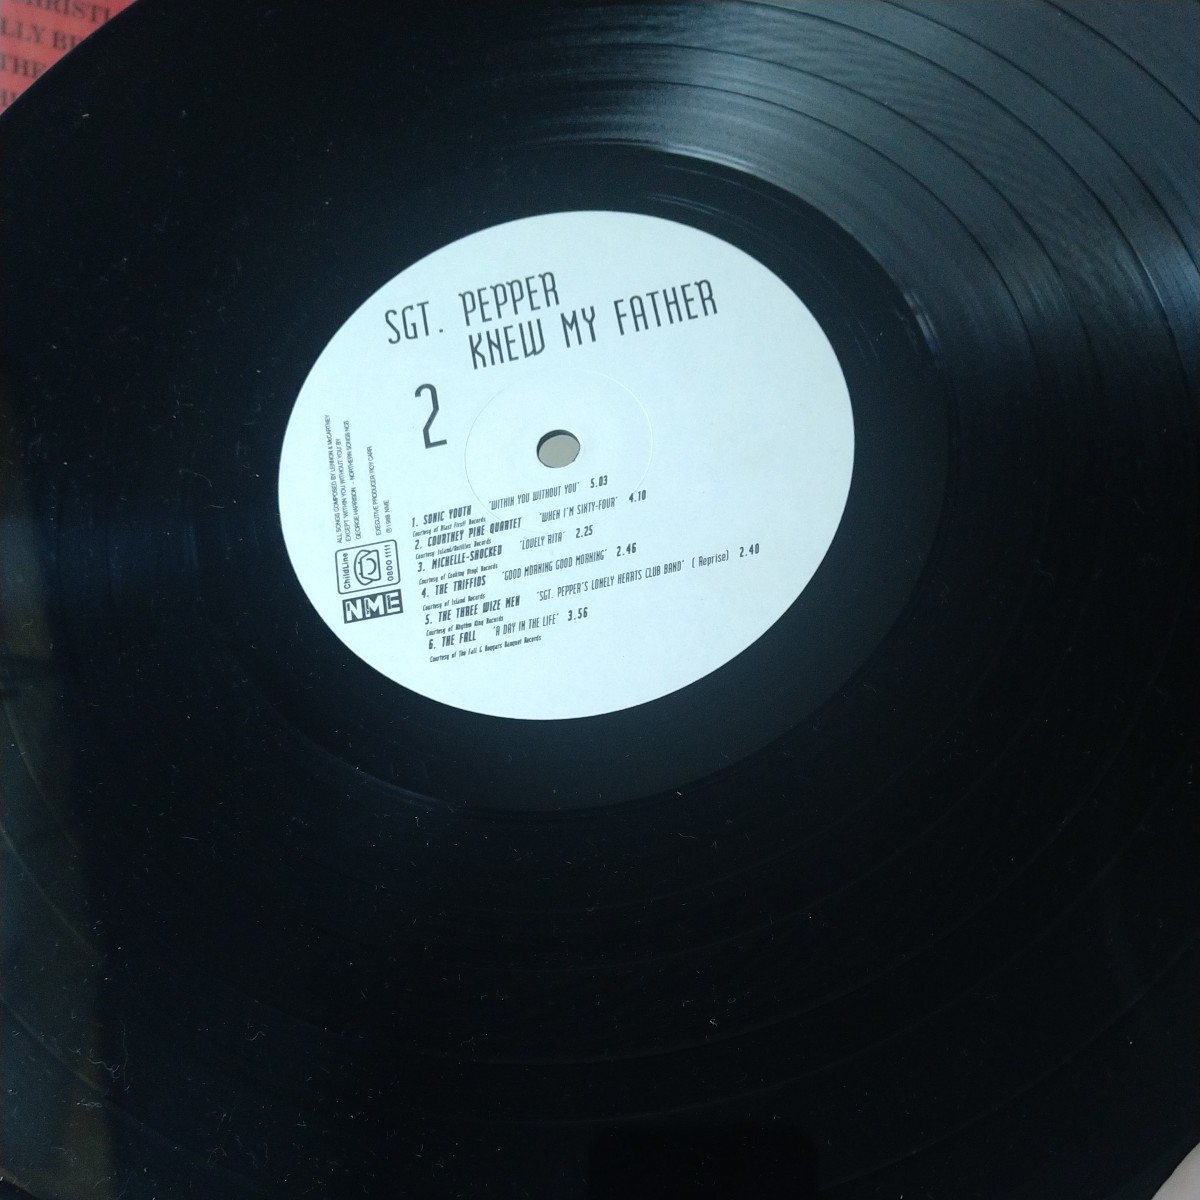 CHRISTI
LLY BR
THE
SGT. PEPPER
KNEW MY FATHER
2
ALL SONGS COMPOSED BY LENNON & McCARTNEY
EXCEPT 'WITHIN YOU WITHOUT YOU' BY
GEORGE HARRISON - NORTHERN SONGS NCB
EXECUTIVE PRODUCER: ROY CARR
℗ 1988 NME
ChildLine
0800 1111
NME
1. SONIC YOUTH "WITHIN YOU WITHOUT YOU" 5.03
Courtesy of Blast First! Records
2. COURTNEY PINE QUARTET "WHEN I'M SIXTY-FOUR" 4.10
Courtesy Island/Antilles Records
3. MICHELLE-SHOCKED "LOVELY RITA" 2.25
Courtesy of Cooking Vinyl Records
4. THE TRIFFIDS "GOOD MORNING GOOD MORNING" 2.46
Courtesy of Island Records
5. THE THREE WIZE MEN "SGT. PEPPER'S LONELY HEARTS CLUB BAND" ( Reprise) 2.40
Courtesy of Rhythm King Records
6. THE FALL "A DAY IN THE LIFE" 3.56
Courtesy of The Fall & Beggars Banquet Records